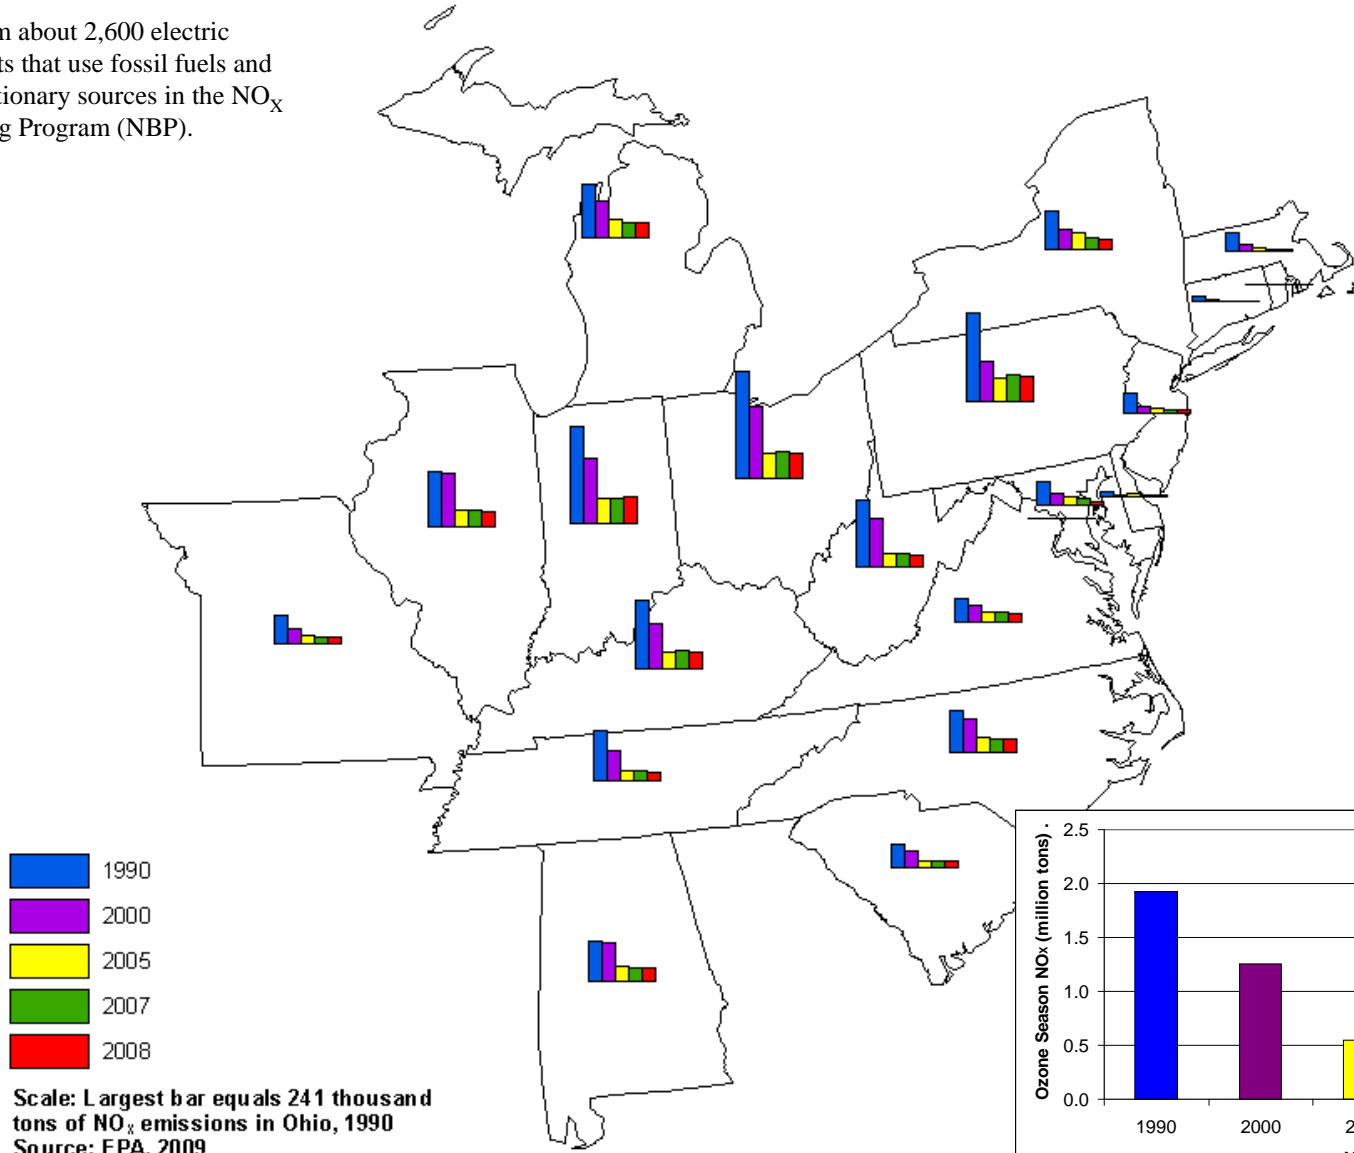 about 2,600 electric
that use fossil fuels and
sources in the NOX
Program (NBP).
1990
2000
2005
2007
2008
Scale: Largest bar equals 241 thousand
tons of NOx emissions in Ohio, 1990
Source: EPA, 2009
Ozone Season NOx (million tons) .
2.5
2.0
1.5
1.0
0.5
0.0
1990
2000